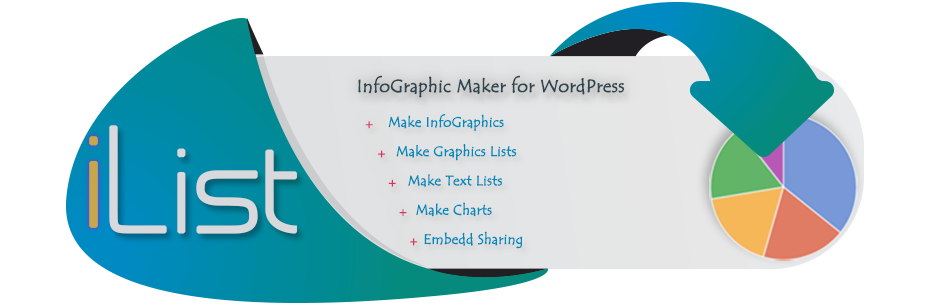 iList
InfoGraphic Maker for WordPress
+ Make InfoGraphics
+ Make Graphics Lists
+ Make Text Lists
+ Make Charts
+ Embedd Sharing